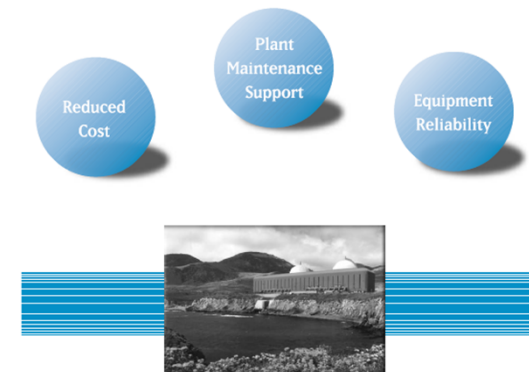 Plant
Maintenance
Support
Reduced
Cost
Equipment
Reliability